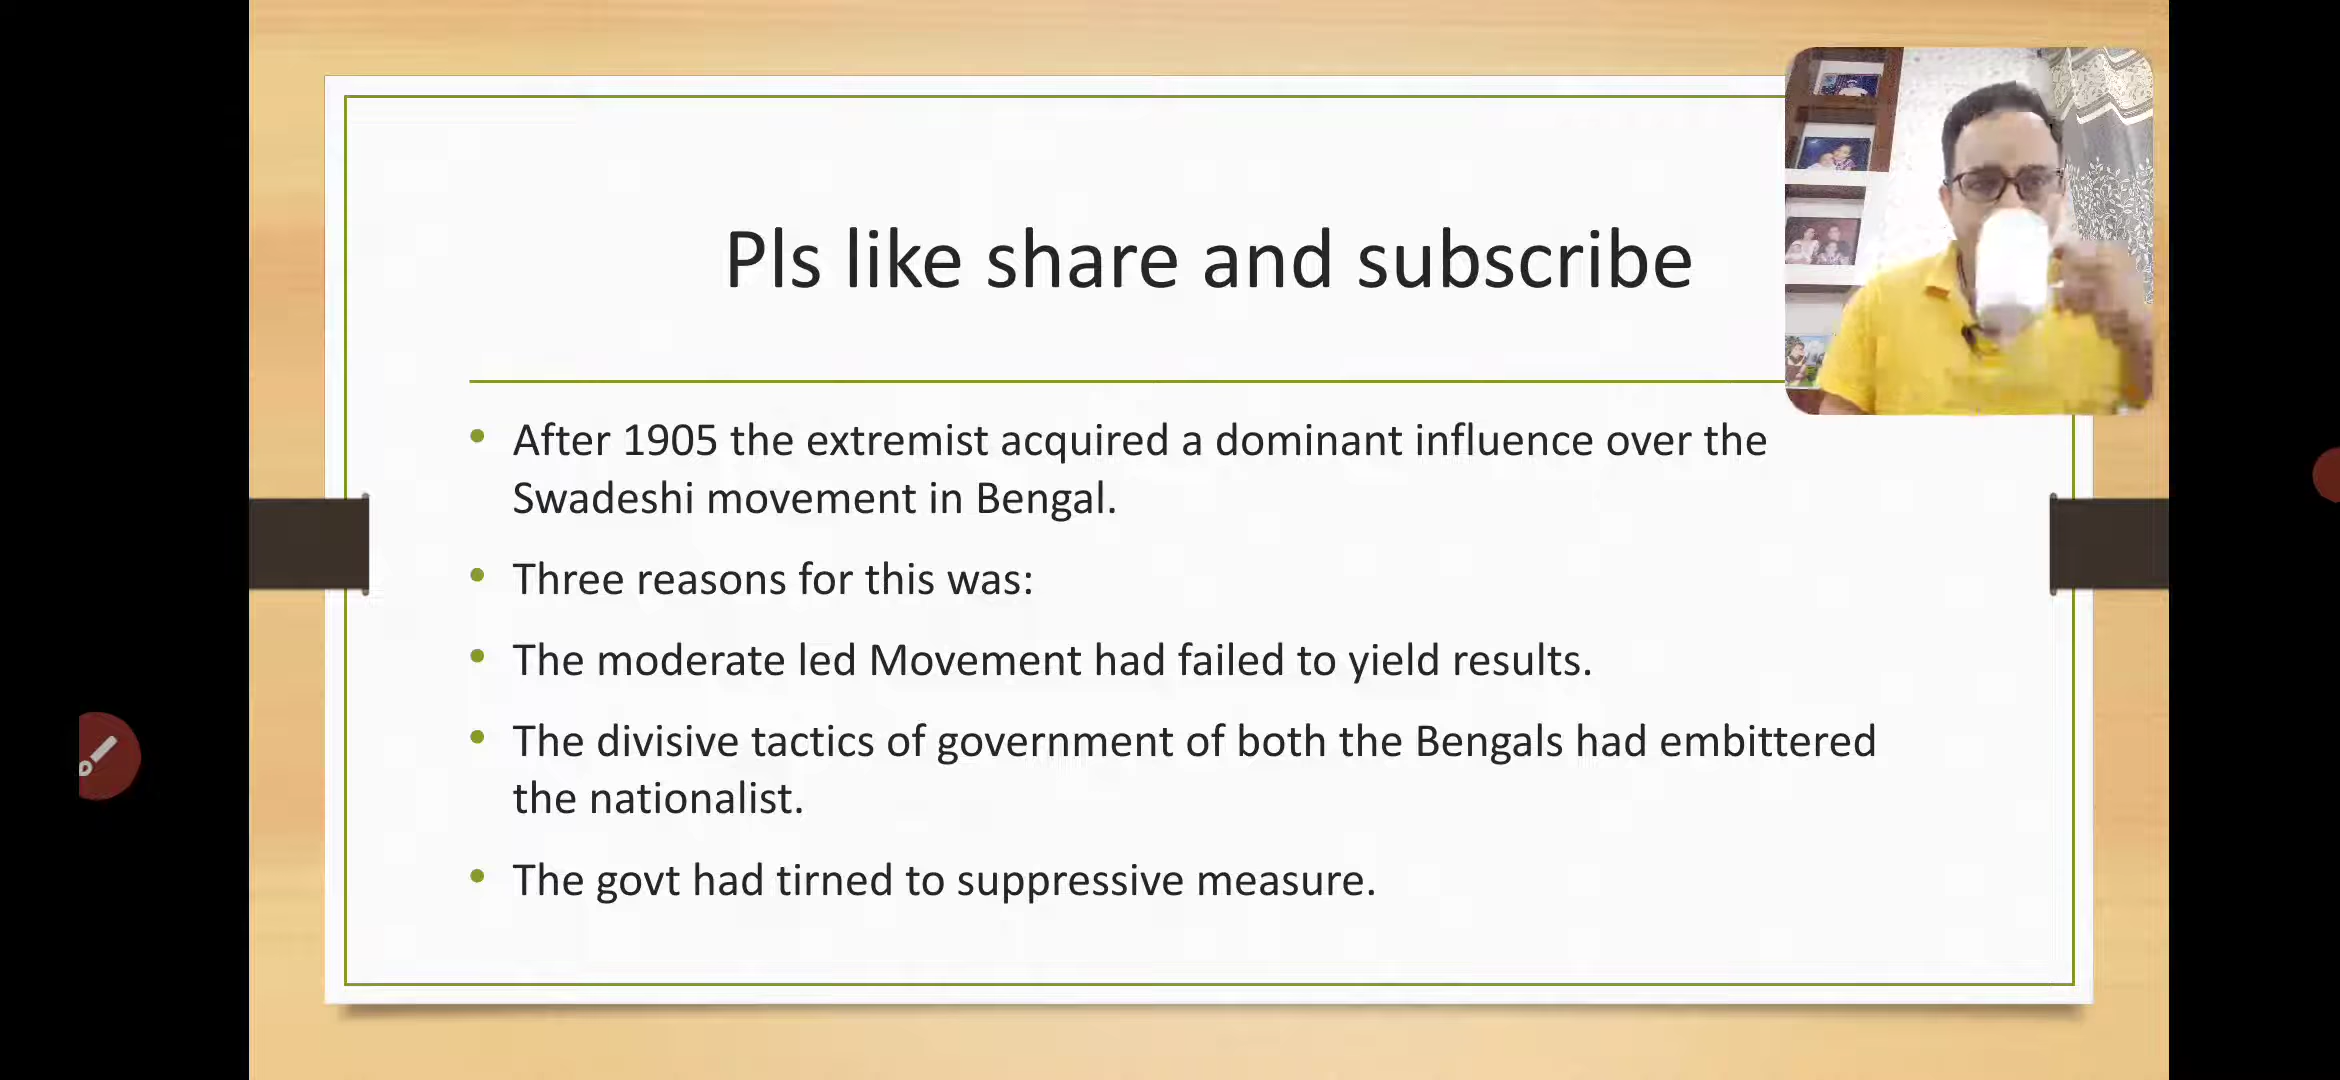 Pls like share and subscribe
After 1905 the extremist acquired a dominant influence over the
Swadeshi movement in Bengal.
Three reasons for this was:
The moderate led Movement had failed to yield results.
The divisive tactics of government of both the Bengals had embittered
the nationalist.
The govt had tirned to suppressive measure.